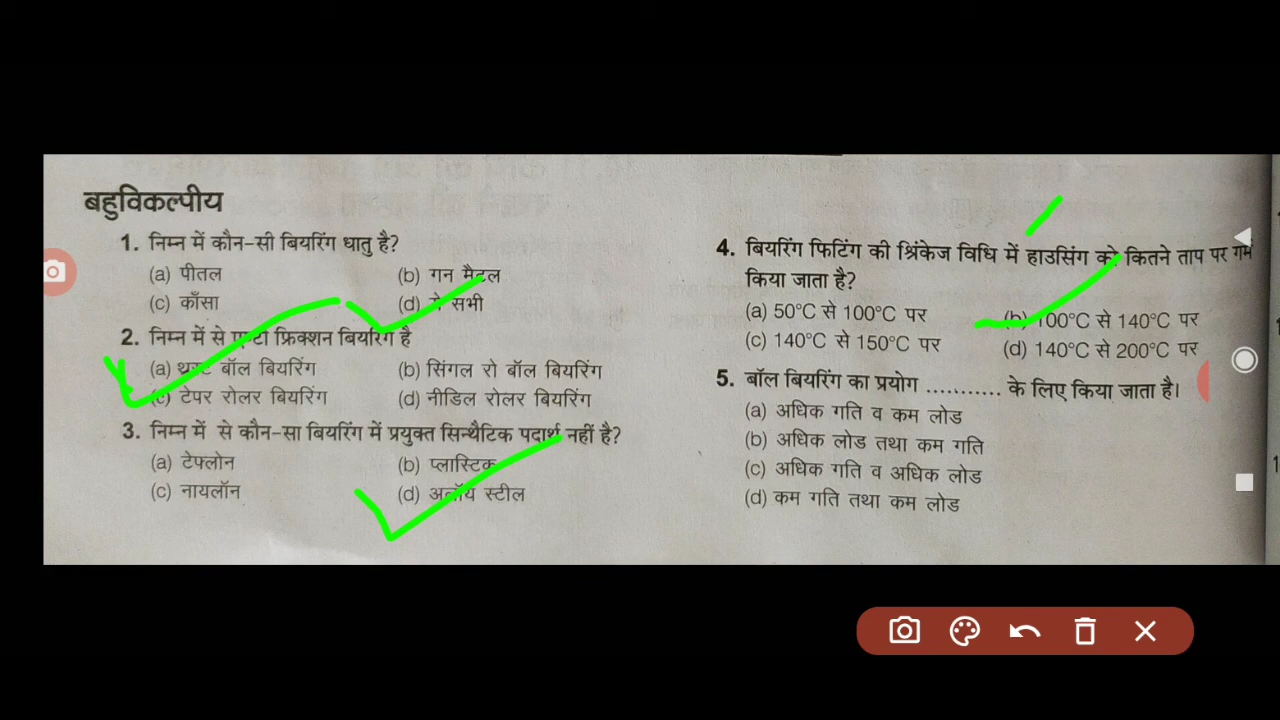 बहुविकल्पीय
1. निम्न में कौन-सी बियरिंग धातु है?
(a) पीतल (b) गन मैटल
(c) काँसा (d) ये सभी
2. निम्न में से एन्टी फ्रिक्शन बियरिंग है
(a) थ्रस्ट बॉल बियरिंग (b) सिंगल रो बॉल बियरिंग
(c) टेपर रोलर बियरिंग (d) नीडिल रोलर बियरिंग
3. निम्न में से कौन-सा बियरिंग में प्रयुक्त सिन्थैटिक पदार्थ नहीं है?
(a) टेफ्लोन (b) प्लास्टिक
(c) नायलॉन (d) अलॉय स्टील
4. बियरिंग फिटिंग की श्रिंकेज विधि में हाउसिंग को कितने ताप पर गर्म
किया जाता है?
(a) 50°C से 100°C पर (b) 100°C से 140°C पर
(c) 140°C से 150°C पर (d) 140°C से 200°C पर
5. बॉल बियरिंग का प्रयोग ........... के लिए किया जाता है।
(a) अधिक गति व कम लोड
(b) अधिक लोड तथा कम गति
(c) अधिक गति व अधिक लोड
(d) कम गति तथा कम लोड